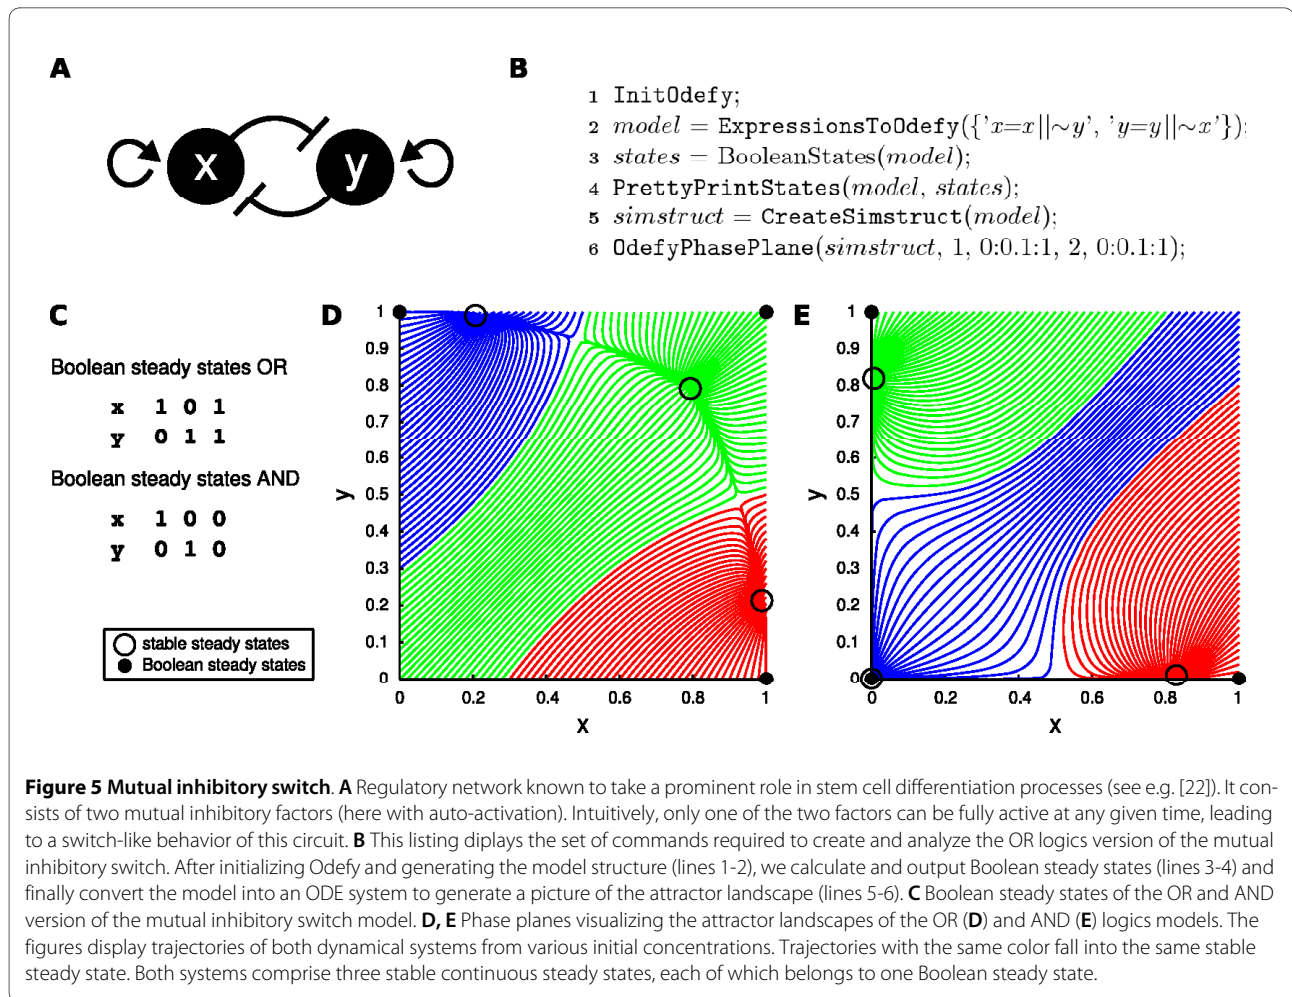 A
x y
B
1 InitOdefy;
2 model = ExpressionsToOdefy({'x=x||~y', 'y=y||~x'});
3 states = BooleanStates(model);
4 PrettyPrintStates(model, states);
5 simstruct = CreateSimstruct(model);
6 OdefyPhasePlane(simstruct, 1, 0:0.1:1, 2, 0:0.1:1);
C
Boolean steady states OR
x 1 0 1
y 0 1 1
Boolean steady states AND
x 1 0 0
y 0 1 0
stable steady states
Boolean steady states
D
1
0.9
0.8
0.7
0.6
0.5
0.4
0.3
0.2
0.1
0
y
0 0.2 0.4 0.6 0.8 1
X
E
1
0.9
0.8
0.7
0.6
0.5
0.4
0.3
0.2
0.1
0
y
0 0.2 0.4 0.6 0.8 1
X
Figure 5 Mutual inhibitory switch. A Regulatory network known to take a prominent role in stem cell differentiation processes (see e.g. [22]). It con-
sists of two mutual inhibitory factors (here with auto-activation). Intuitively, only one of the two factors can be fully active at any given time, leading
to a switch-like behavior of this circuit. B This listing diplays the set of commands required to create and analyze the OR logics version of the mutual
inhibitory switch. After initializing Odefy and generating the model structure (lines 1-2), we calculate and output Boolean steady states (lines 3-4) and
finally convert the model into an ODE system to generate a picture of the attractor landscape (lines 5-6). C Boolean steady states of the OR and AND
version of the mutual inhibitory switch model. D, E Phase planes visualizing the attractor landscapes of the OR (D) and AND (E) logics models. The
figures display trajectories of both dynamical systems from various initial concentrations. Trajectories with the same color fall into the same stable
steady state. Both systems comprise three stable continuous steady states, each of which belongs to one Boolean steady state.